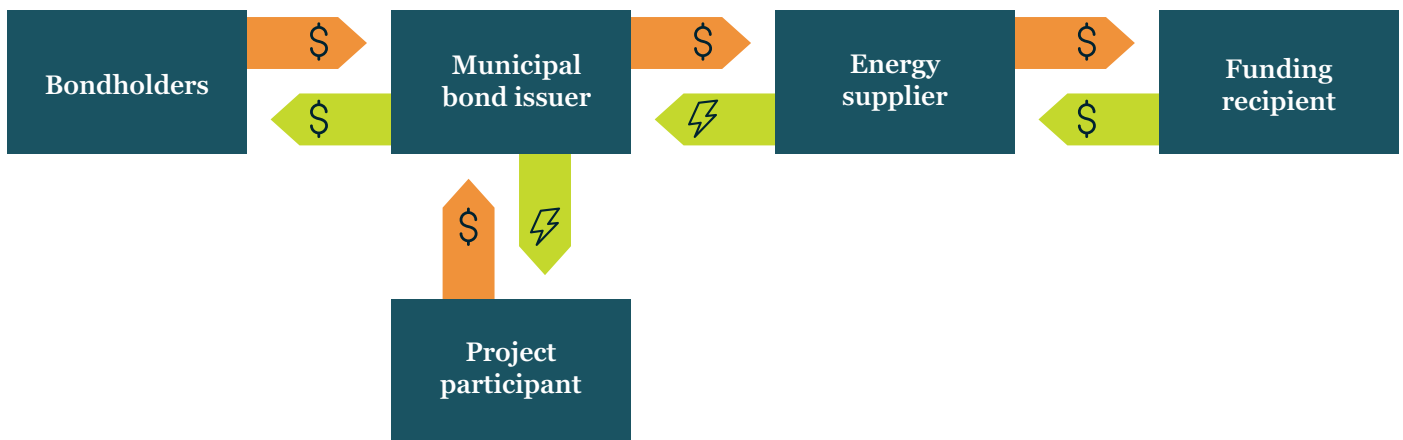 Bondholders
$
$
Municipal
bond issuer
$
Energy
supplier
$
$
Funding
recipient
$
Project
participant